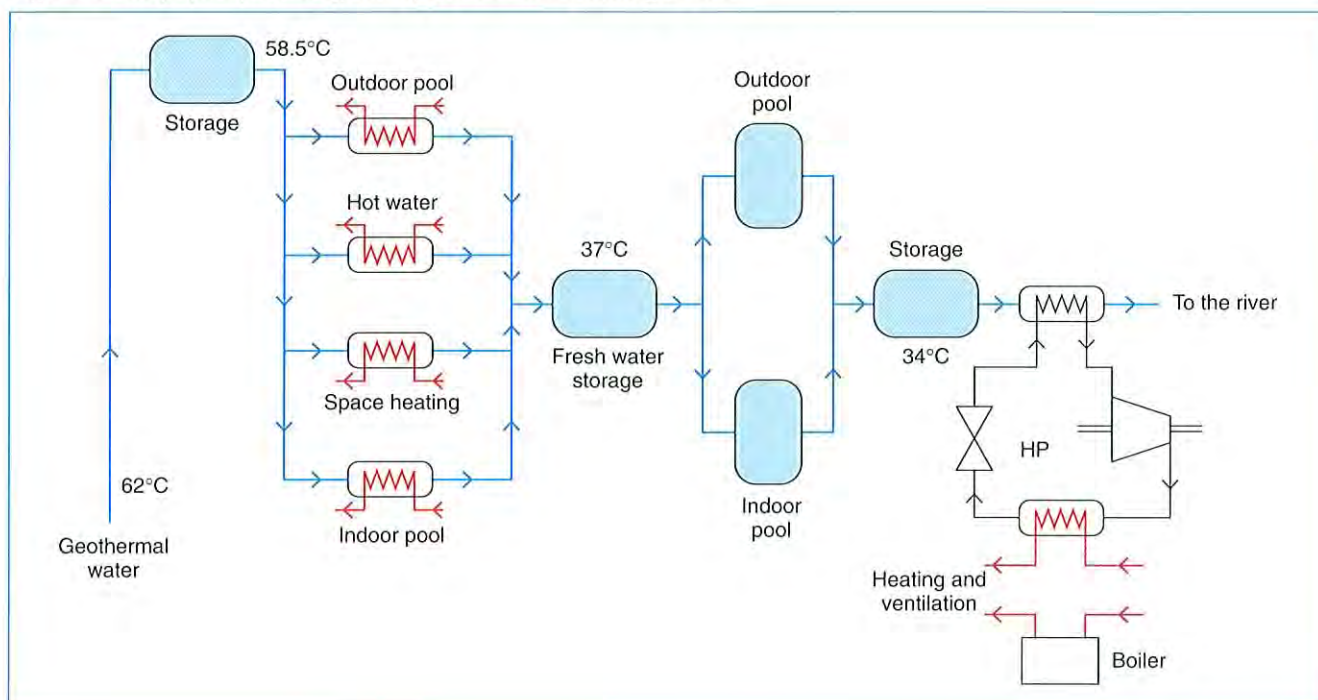 58.5°C
Storage
Outdoor pool
Hot water
Space heating
Indoor pool
62°C
Geothermal
water
37°C
Fresh water
storage
Outdoor
pool
Indoor
pool
Storage
34°C
To the river
HP
Heating and
ventilation
Boiler